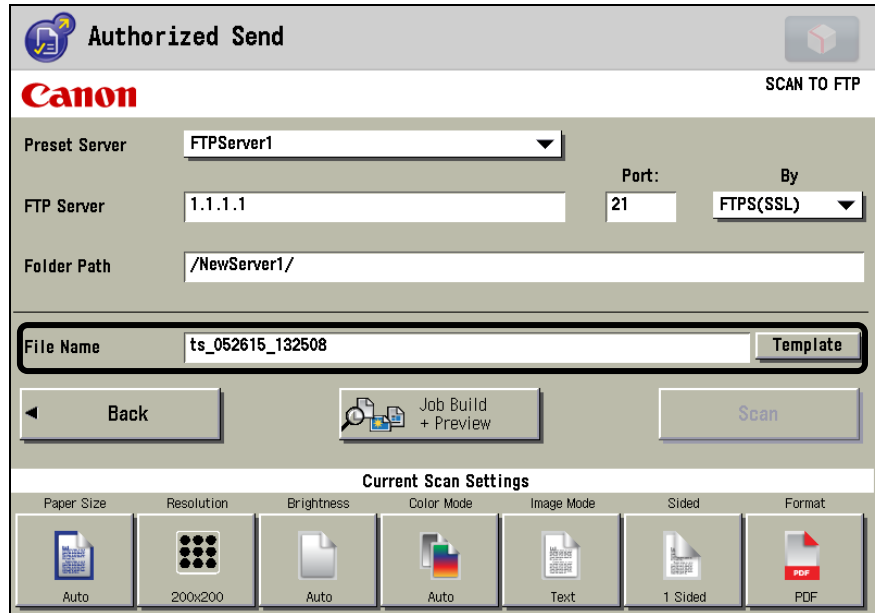 Authorized Send
Canon
SCAN TO FTP
Preset Server FTPServer1
Port: By
FTP Server 1.1.1.1 21 FTPS(SSL)
Folder Path /NewServer1/
File Name ts_052615_132508 Template
Back Job Build
+ Preview Scan
Current Scan Settings
Paper Size Resolution Brightness Color Mode Image Mode Sided Format
PDF
Auto 200x200 Auto Auto Text 1 Sided PDF